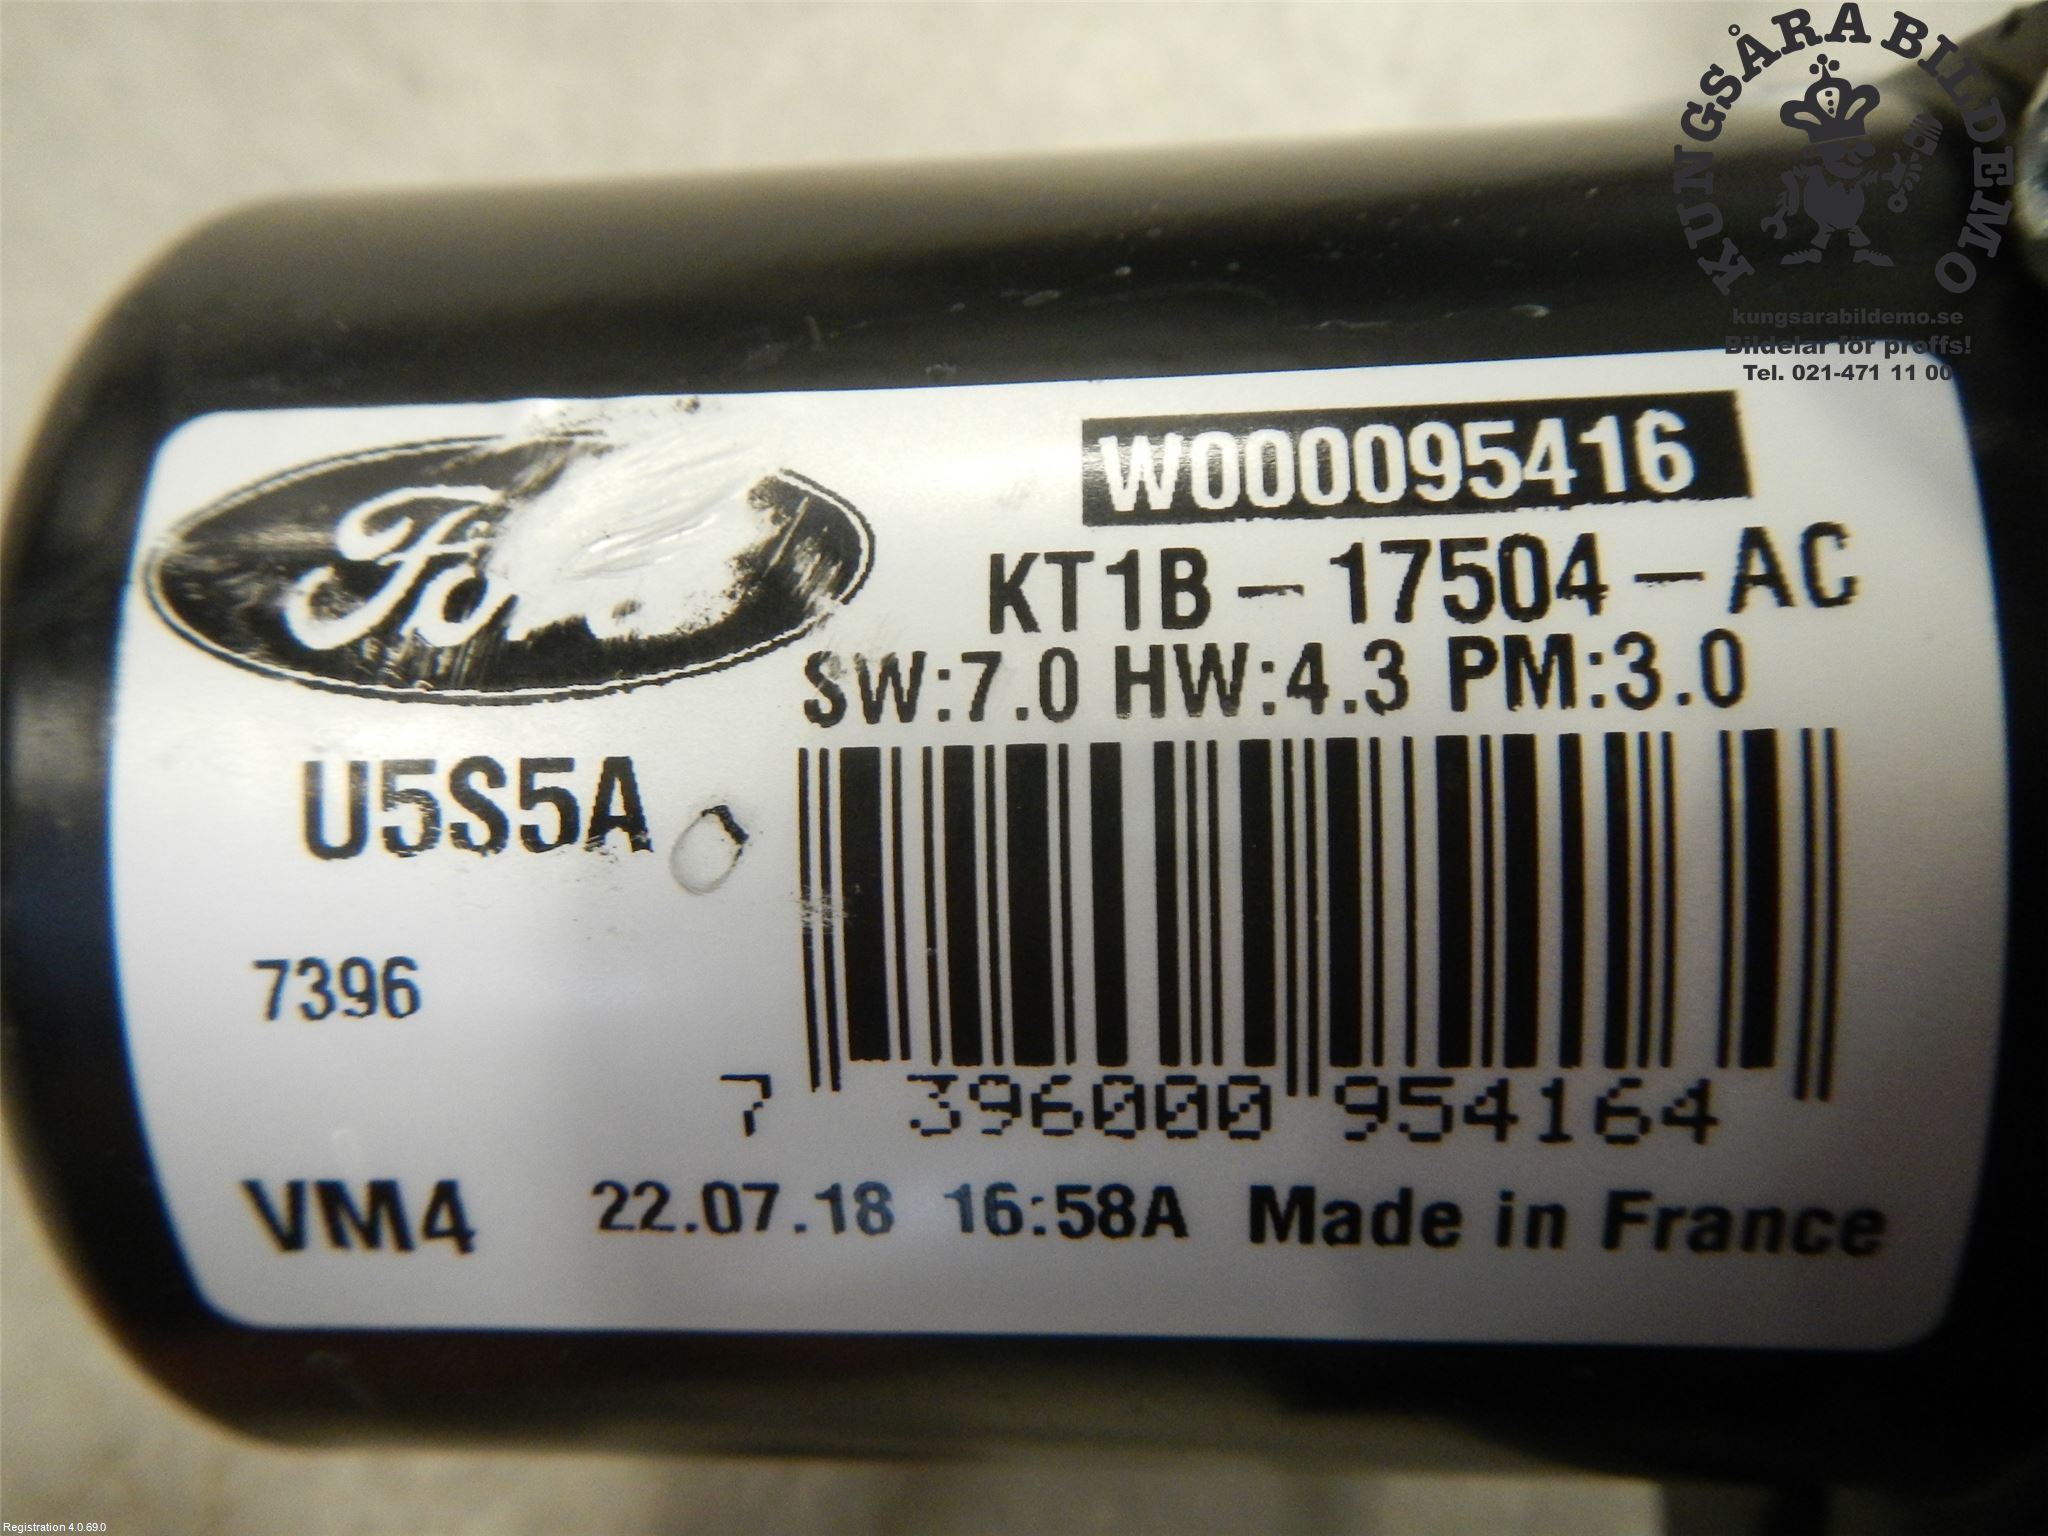 KUNGSÅRA BILDEMO
kungsarabildemo.se
Bildelar för proffs!
Tel. 021-471 11 00
Ford
W000095416
KT1B-17504-AC
SW:7.0 HW:4.3 PM:3.0
U5S5A
7396
7 396000 954164
VM4 22.07.18 16:58A Made in France
Registration 4.0.69.0